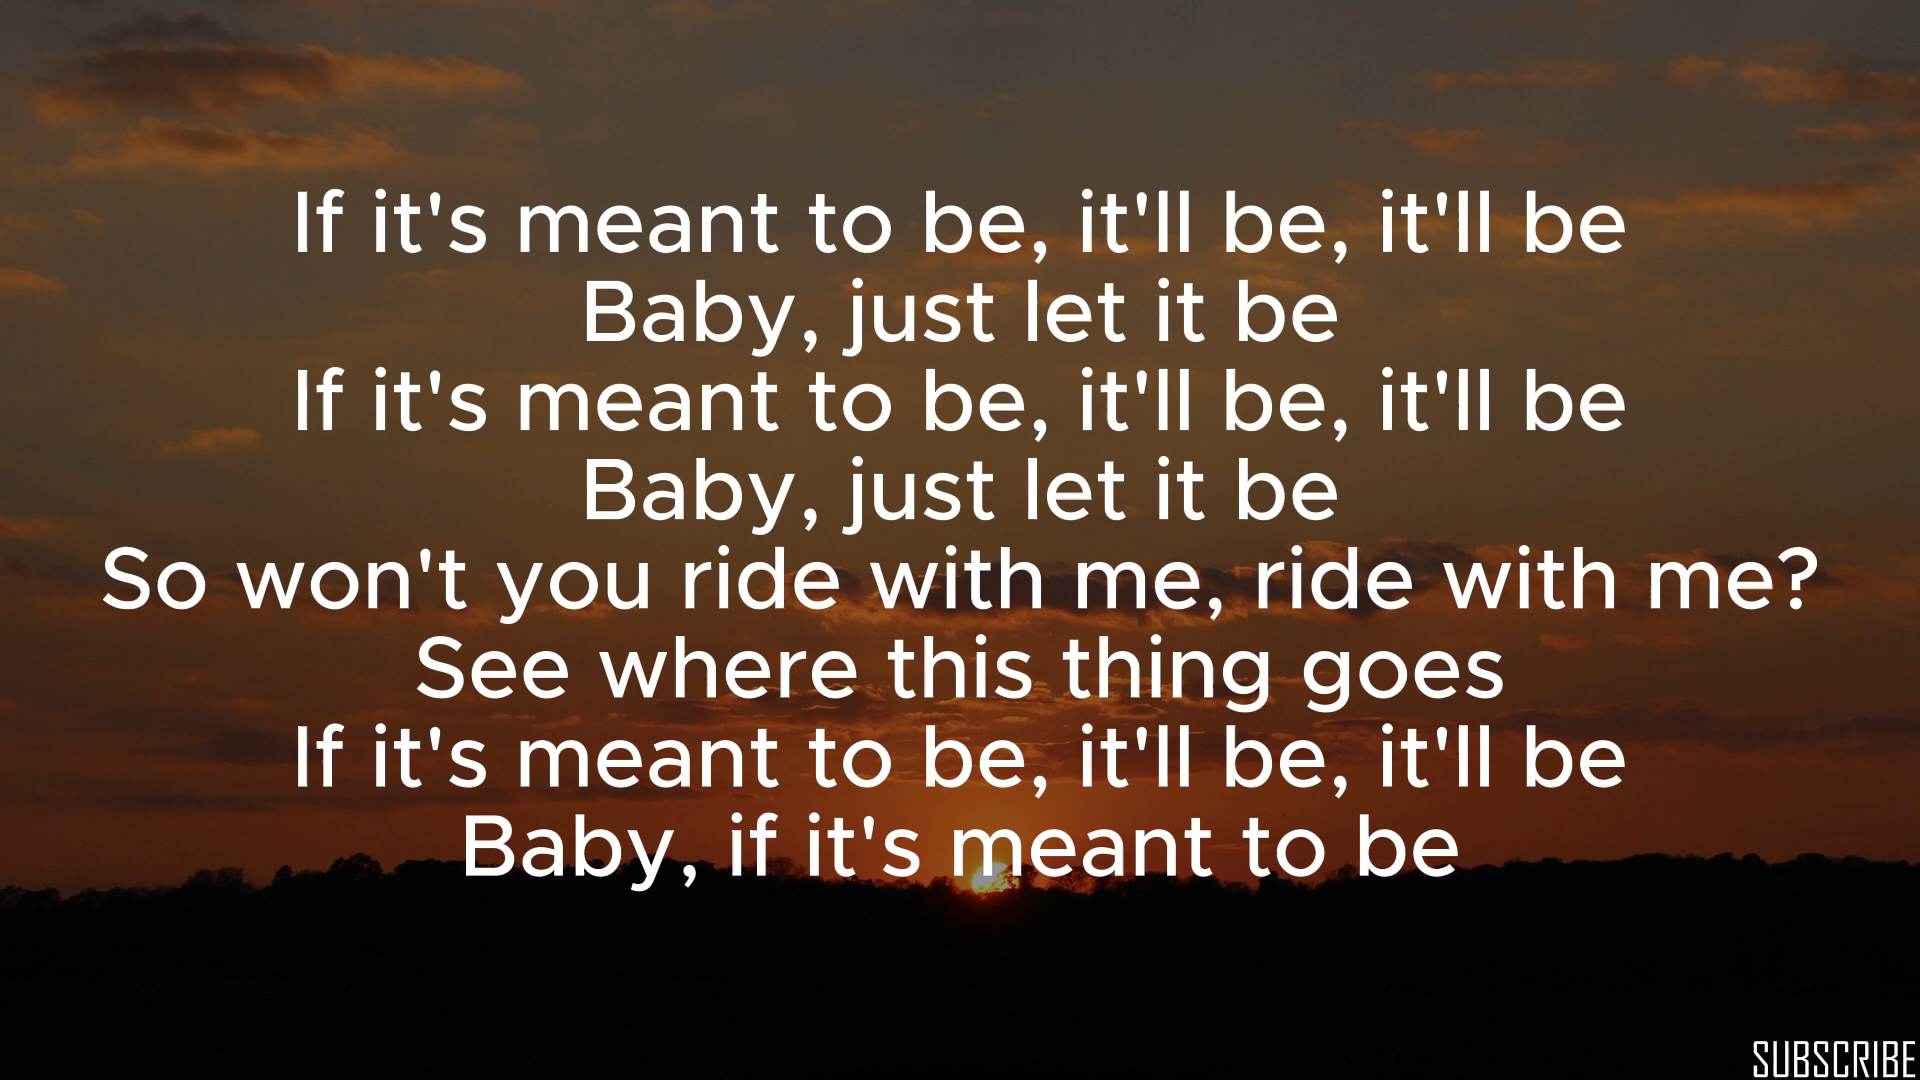 If it's meant to be, it'll be, it'll be
Baby, just let it be
If it's meant to be, it'll be, it'll be
Baby, just let it be
So won't you ride with me, ride with me?
See where this thing goes
If it's meant to be, it'll be, it'll be
Baby, if it's meant to be
SUBSCRIBE